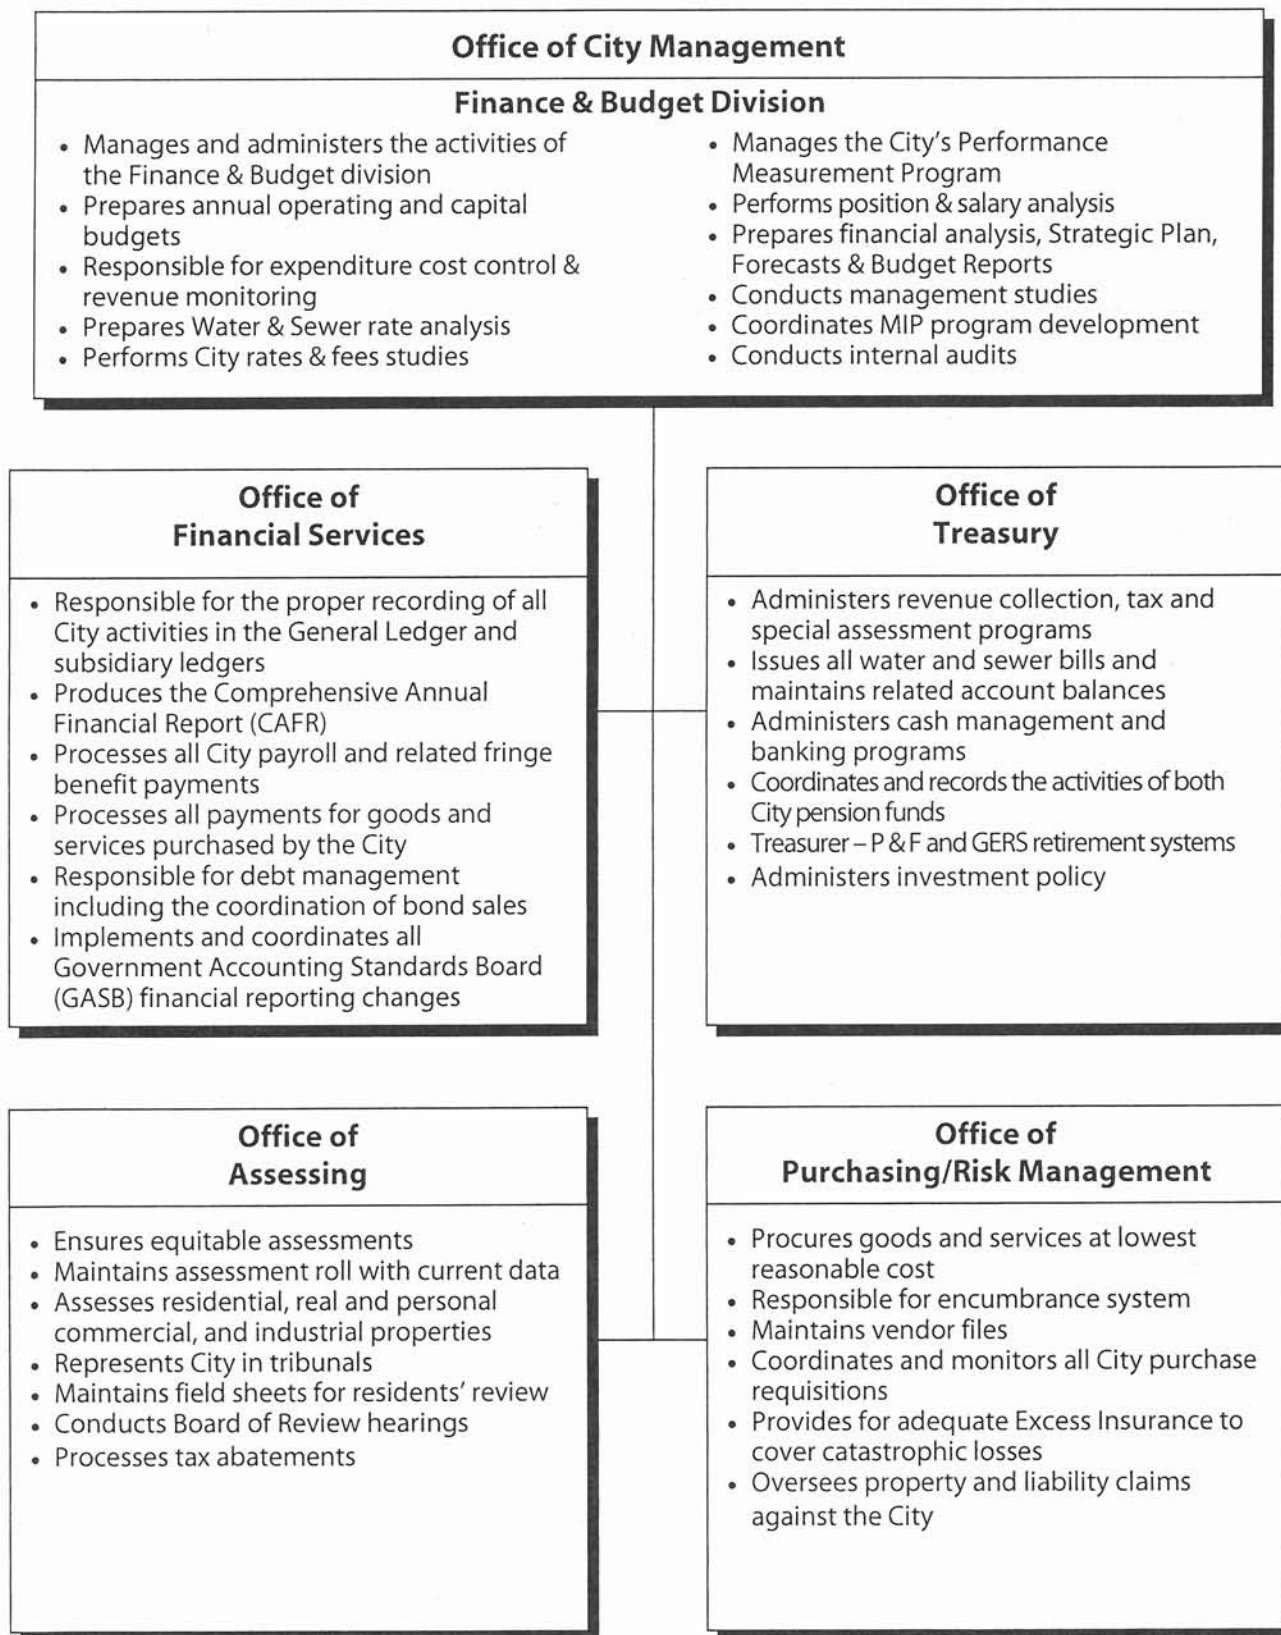 Office of City Management
Finance & Budget Division
• Manages and administers the activities of
the Finance & Budget division
• Prepares annual operating and capital
budgets
• Responsible for expenditure cost control &
revenue monitoring
• Prepares Water & Sewer rate analysis
• Performs City rates & fees studies
• Manages the City's Performance
Measurement Program
• Performs position & salary analysis
• Prepares financial analysis, Strategic Plan,
Forecasts & Budget Reports
• Conducts management studies
• Coordinates MIP program development
• Conducts internal audits
Office of
Financial Services
• Responsible for the proper recording of all
City activities in the General Ledger and
subsidiary ledgers
• Produces the Comprehensive Annual
Financial Report (CAFR)
• Processes all City payroll and related fringe
benefit payments
• Processes all payments for goods and
services purchased by the City
• Responsible for debt management
including the coordination of bond sales
• Implements and coordinates all
Government Accounting Standards Board
(GASB) financial reporting changes
Office of
Treasury
• Administers revenue collection, tax and
special assessment programs
• Issues all water and sewer bills and
maintains related account balances
• Administers cash management and
banking programs
• Coordinates and records the activities of both
City pension funds
• Treasurer – P & F and GERS retirement systems
• Administers investment policy
Office of
Assessing
• Ensures equitable assessments
• Maintains assessment roll with current data
• Assesses residential, real and personal
commercial, and industrial properties
• Represents City in tribunals
• Maintains field sheets for residents' review
• Conducts Board of Review hearings
• Processes tax abatements
Office of
Purchasing/Risk Management
• Procures goods and services at lowest
reasonable cost
• Responsible for encumbrance system
• Maintains vendor files
• Coordinates and monitors all City purchase
requisitions
• Provides for adequate Excess Insurance to
cover catastrophic losses
• Oversees property and liability claims
against the City